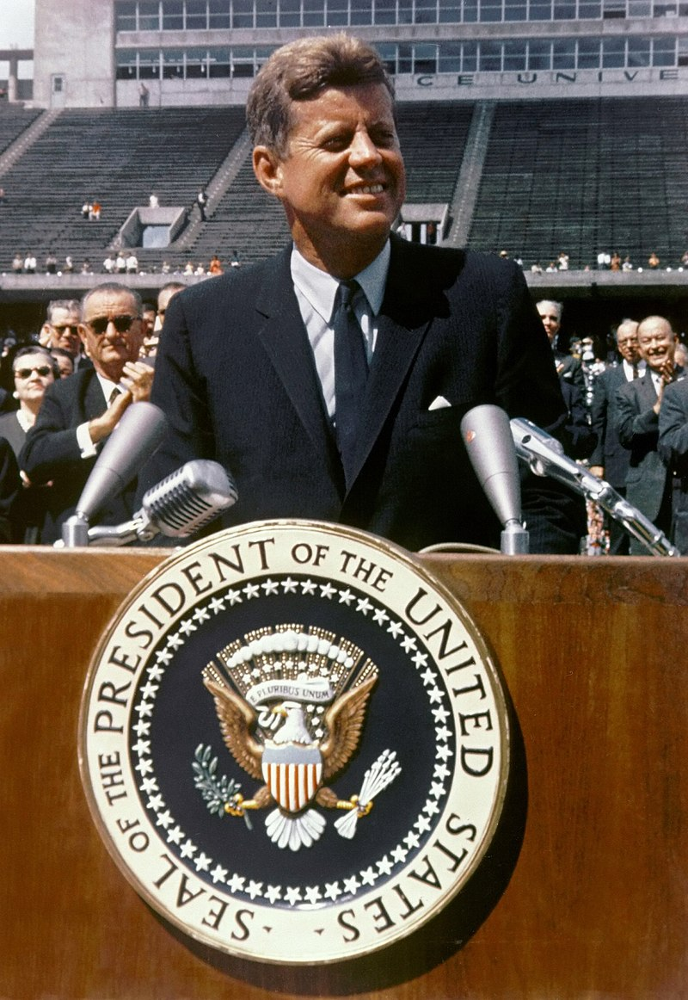 CE UNIVE
SEAL OF THE PRESIDENT OF THE UNITED STATES
E PLURIBUS UNUM